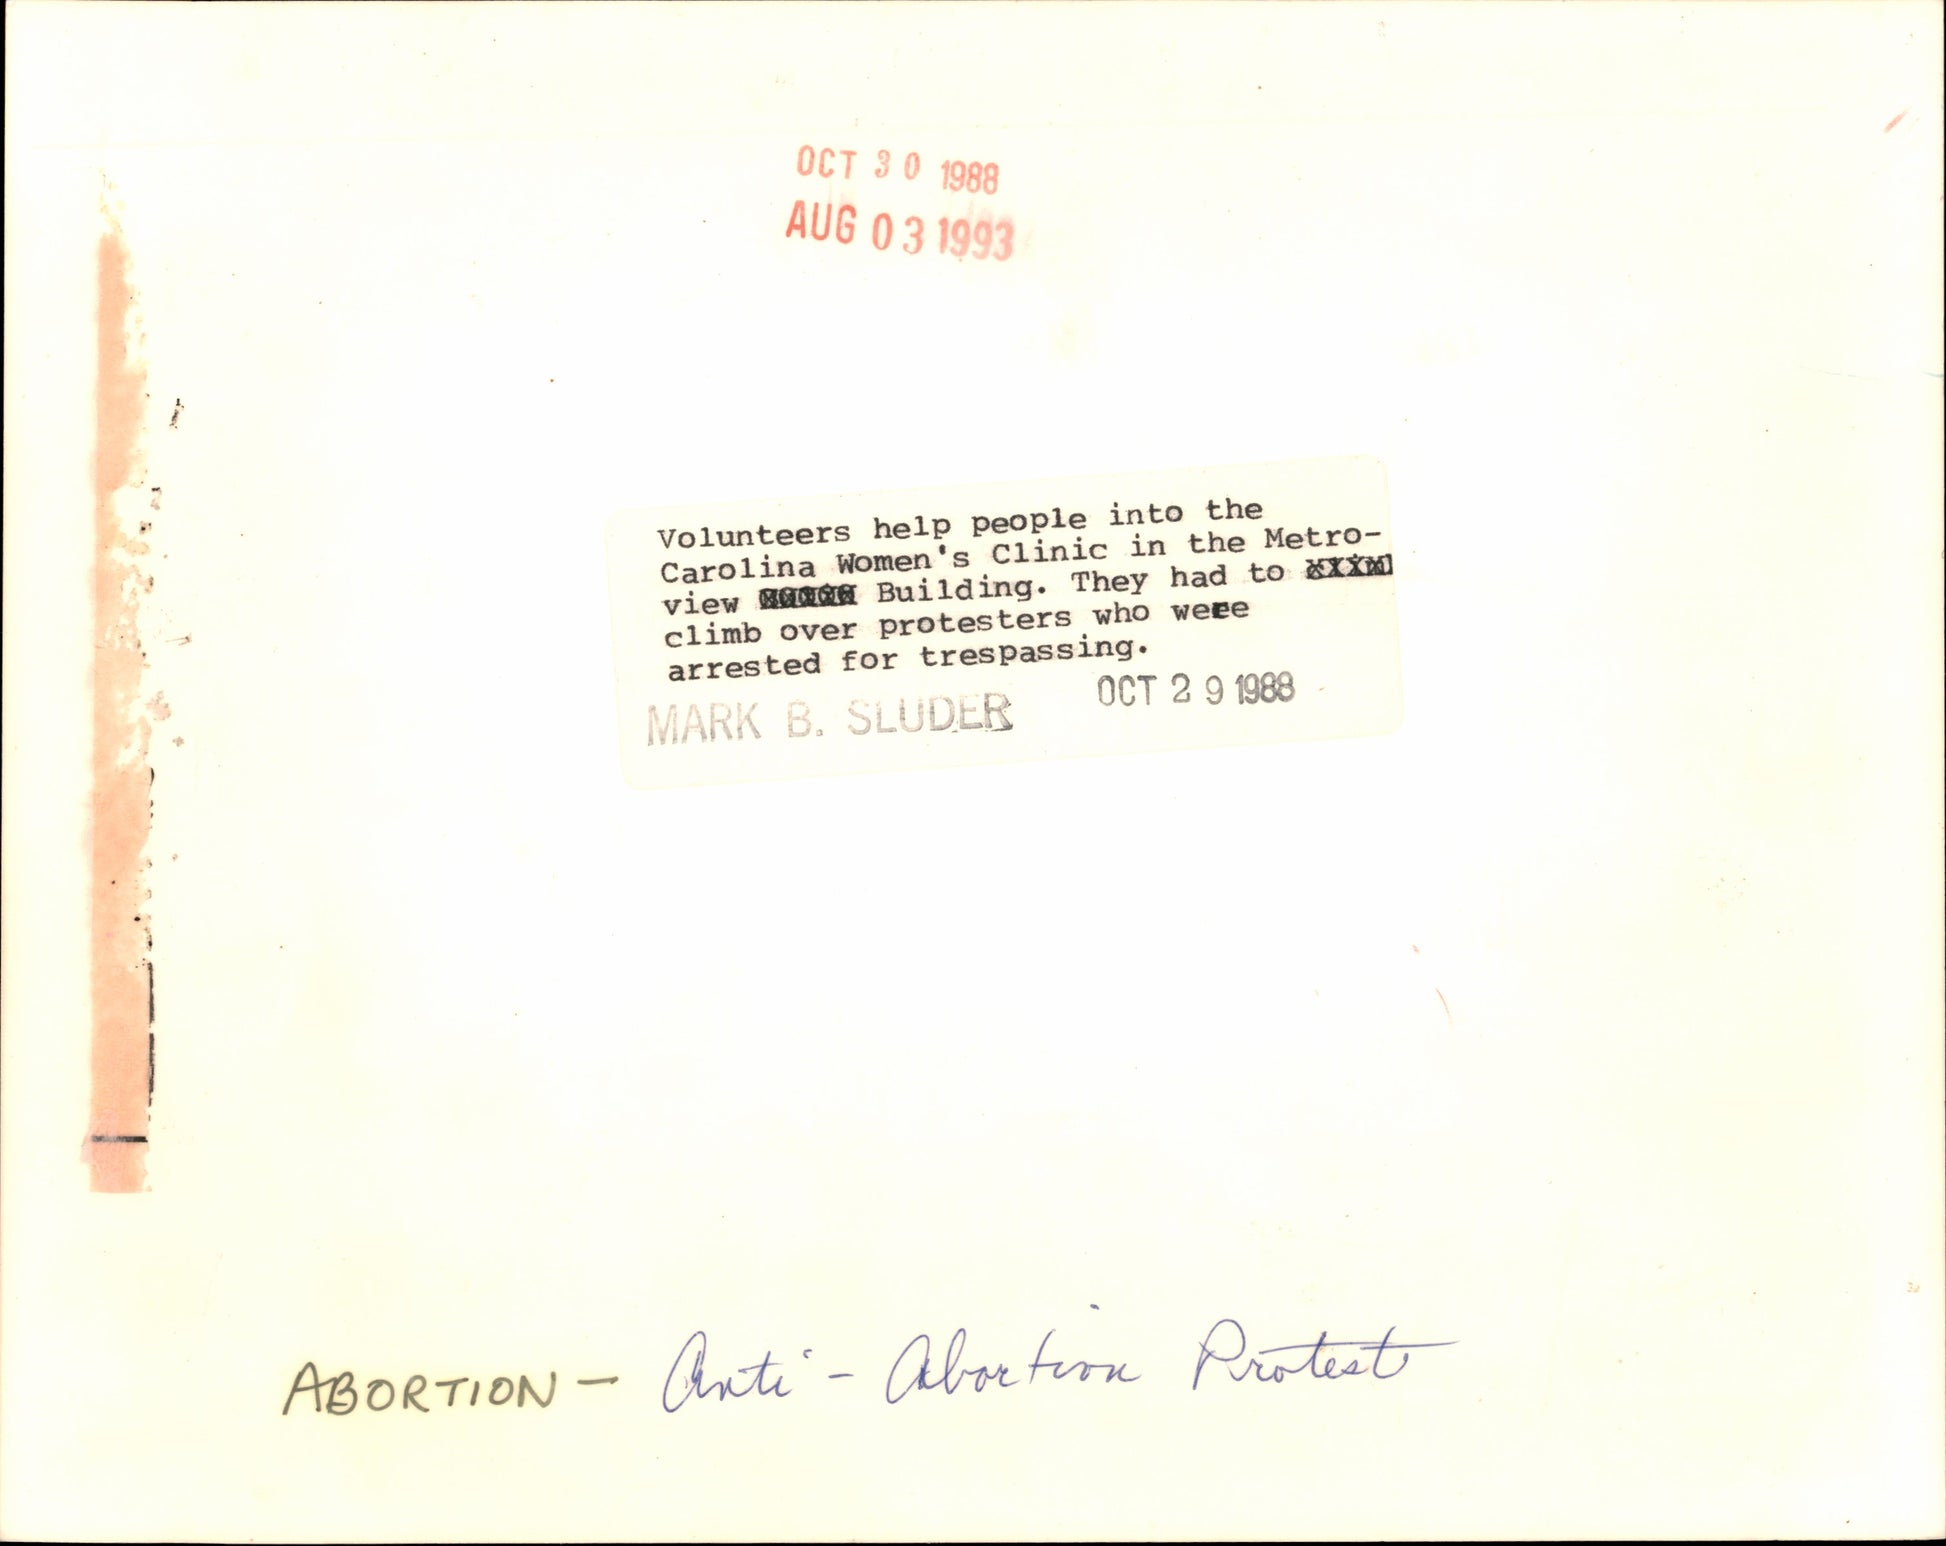 OCT 30 1988
AUG 03 1993
Volunteers help people into the
Carolina Women's Clinic in the Metro-
view Building. They had to
climb over protesters who were
arrested for trespassing.
MARK B. SLUDER OCT 29 1988
ABORTION - Anti - Abortion Protest